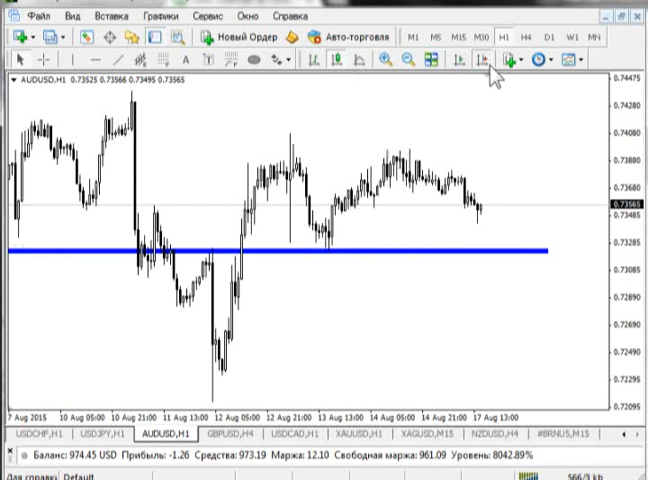 Файл Вид Вставка Графики Сервис Окно Справка
Новый Ордер Авто-торговля M1 M5 M15 M30 H1 H4 D1 W1 MN
A T
AUDUSD,H1 0.73525 0.73566 0.73495 0.73565
0.74475
0.74280
0.74080
0.73880
0.73680
0.73565
0.73485
0.73285
0.73085
0.72890
0.72690
0.72490
0.72295
0.72095
7 Aug 2015 10 Aug 05:00 10 Aug 21:00 11 Aug 13:00 12 Aug 05:00 12 Aug 21:00 13 Aug 13:00 14 Aug 05:00 14 Aug 21:00 17 Aug 13:00
USDCHF,H1 USDJPY,H1 AUDUSD,H1 GBPUSD,H4 USDCAD,H1 XAUUSD,H1 XAGUSD,M15 NZDUSD,H4 #BRNU5,M15
Баланс: 974.45 USD Прибыль: -1.26 Средства: 973.19 Маржа: 12.10 Свободная маржа: 961.09 Уровень: 8042.89%
Для справки Default 566/3 kb